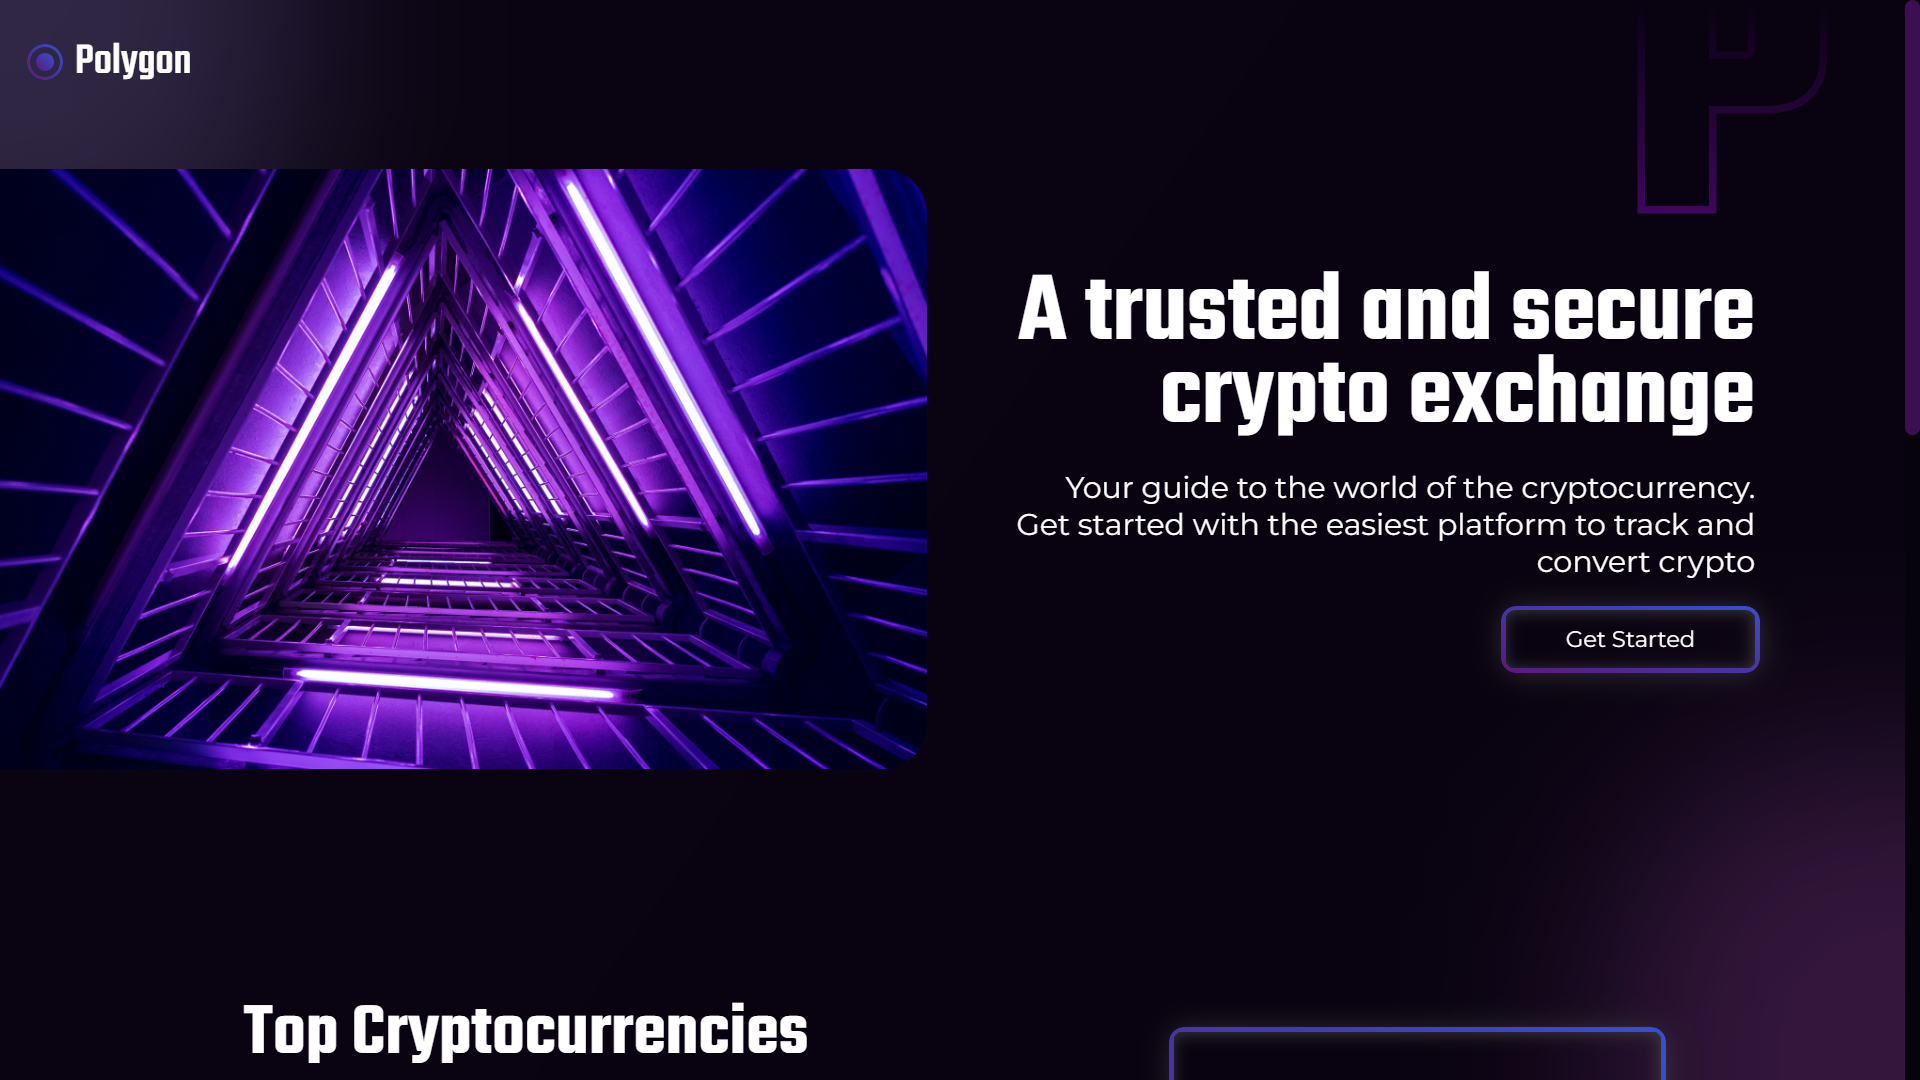 Polygon
P
A trusted and secure
crypto exchange
Your guide to the world of the cryptocurrency.
Get started with the easiest platform to track and
convert crypto
Get Started
Top Cryptocurrencies